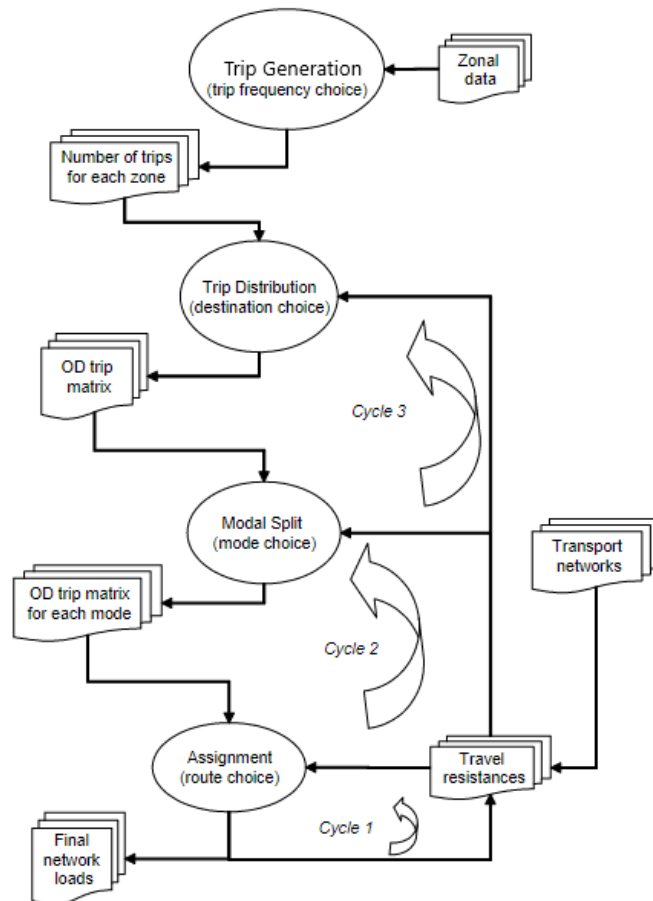 Trip Generation
(trip frequency choice)
Zonal
data
Number of trips
for each zone
Trip Distribution
(destination choice)
OD trip
matrix
Cycle 3
Modal Split
(mode choice)
Transport
networks
OD trip matrix
for each mode
Cycle 2
Assignment
(route choice)
Travel
resistances
Cycle 1
Final
network
loads